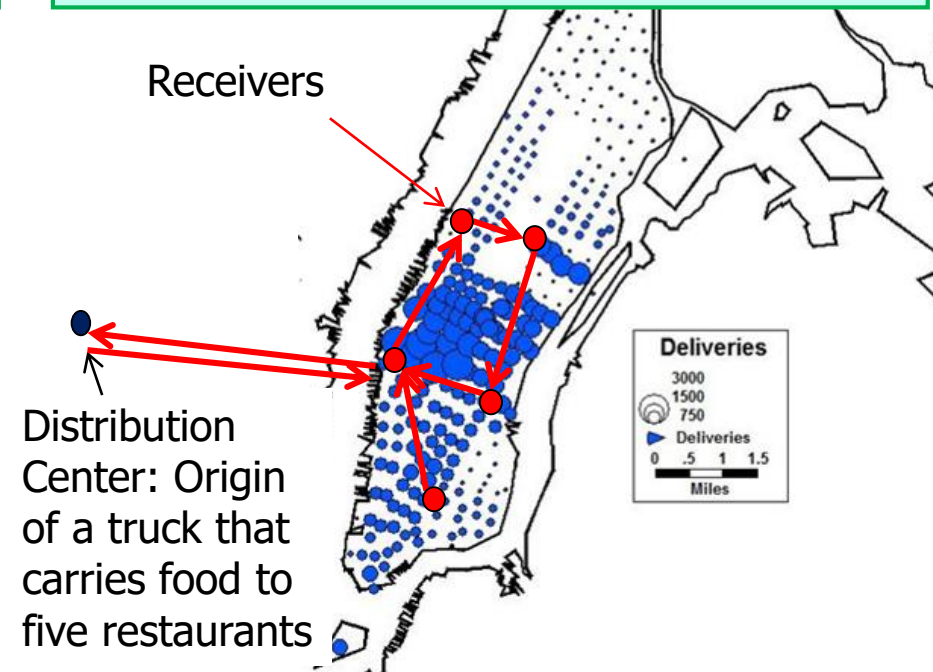 Receivers
Distribution
Center: Origin
of a truck that
carries food to
five restaurants
Deliveries
3000
1500
750
Deliveries
0 .5 1 1.5
Miles